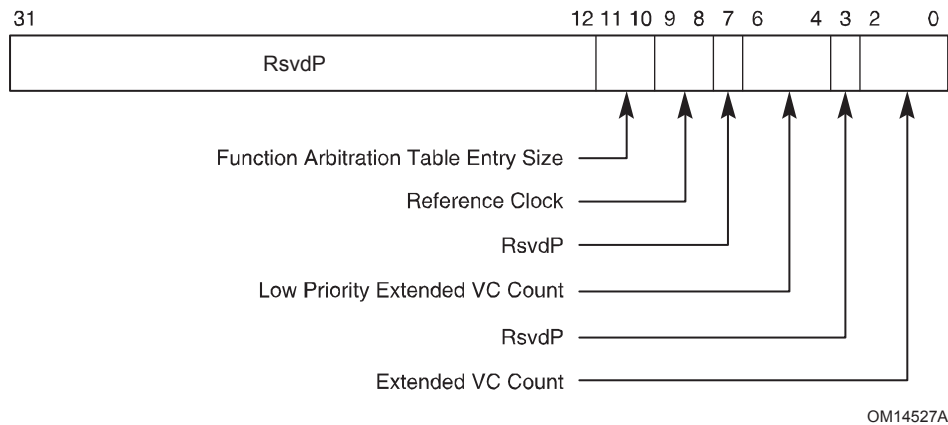 31 12 11 10 9 8 7 6 4 3 2 0
RsvdP
Function Arbitration Table Entry Size
Reference Clock
RsvdP
Low Priority Extended VC Count
RsvdP
Extended VC Count
OM14527A